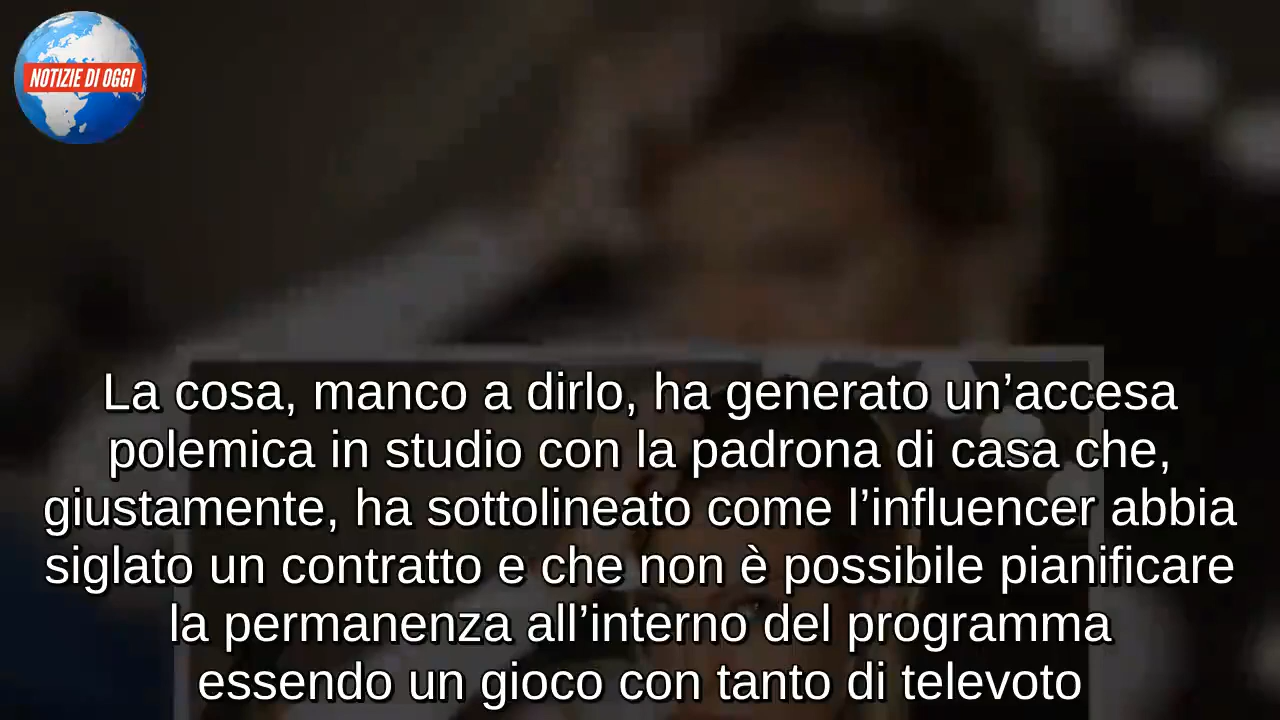 NOTIZIE DI OGGI
La cosa, manco a dirlo, ha generato un’accesa
polemica in studio con la padrona di casa che,
giustamente, ha sottolineato come l’influencer abbia
siglato un contratto e che non è possibile pianificare
la permanenza all’interno del programma
essendo un gioco con tanto di televoto